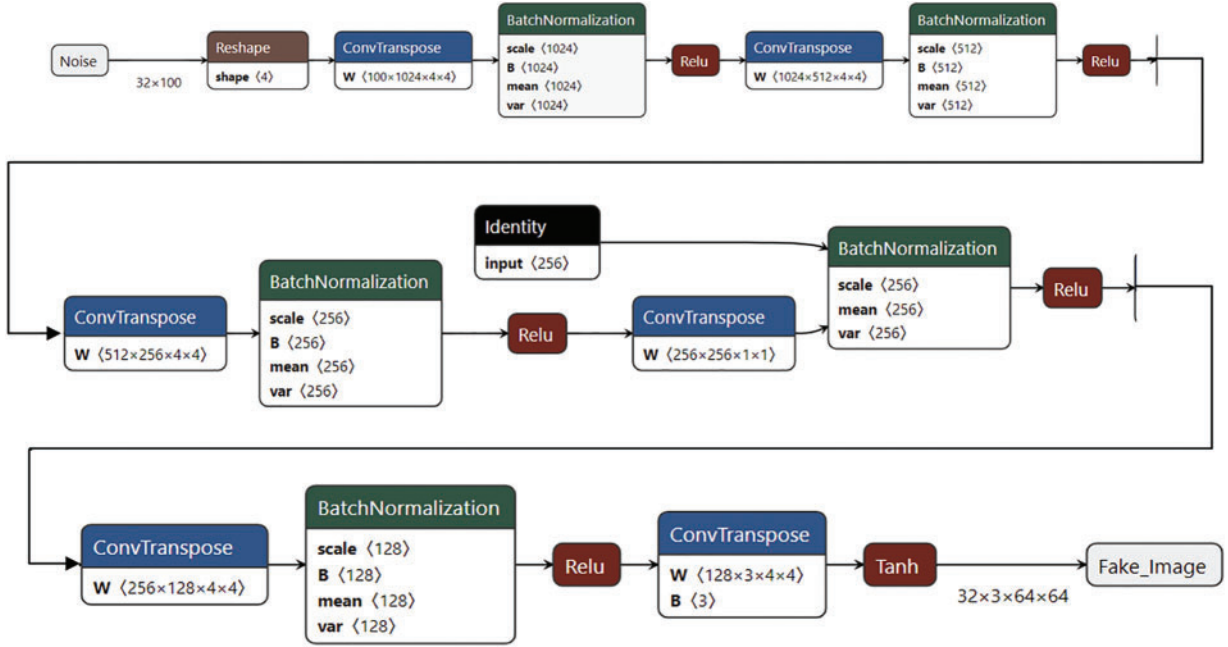 Noise
32×100
Reshape
shape ⟨4⟩
ConvTranspose
W ⟨100×1024×4×4⟩
BatchNormalization
scale ⟨1024⟩
B ⟨1024⟩
mean ⟨1024⟩
var ⟨1024⟩
Relu
ConvTranspose
W ⟨1024×512×4×4⟩
BatchNormalization
scale ⟨512⟩
B ⟨512⟩
mean ⟨512⟩
var ⟨512⟩
Relu
ConvTranspose
W ⟨512×256×4×4⟩
BatchNormalization
scale ⟨256⟩
B ⟨256⟩
mean ⟨256⟩
var ⟨256⟩
Relu
Identity
input ⟨256⟩
ConvTranspose
W ⟨256×256×1×1⟩
BatchNormalization
scale ⟨256⟩
mean ⟨256⟩
var ⟨256⟩
Relu
ConvTranspose
W ⟨256×128×4×4⟩
BatchNormalization
scale ⟨128⟩
B ⟨128⟩
mean ⟨128⟩
var ⟨128⟩
Relu
ConvTranspose
W ⟨128×3×4×4⟩
B ⟨3⟩
Tanh
32×3×64×64
Fake_Image